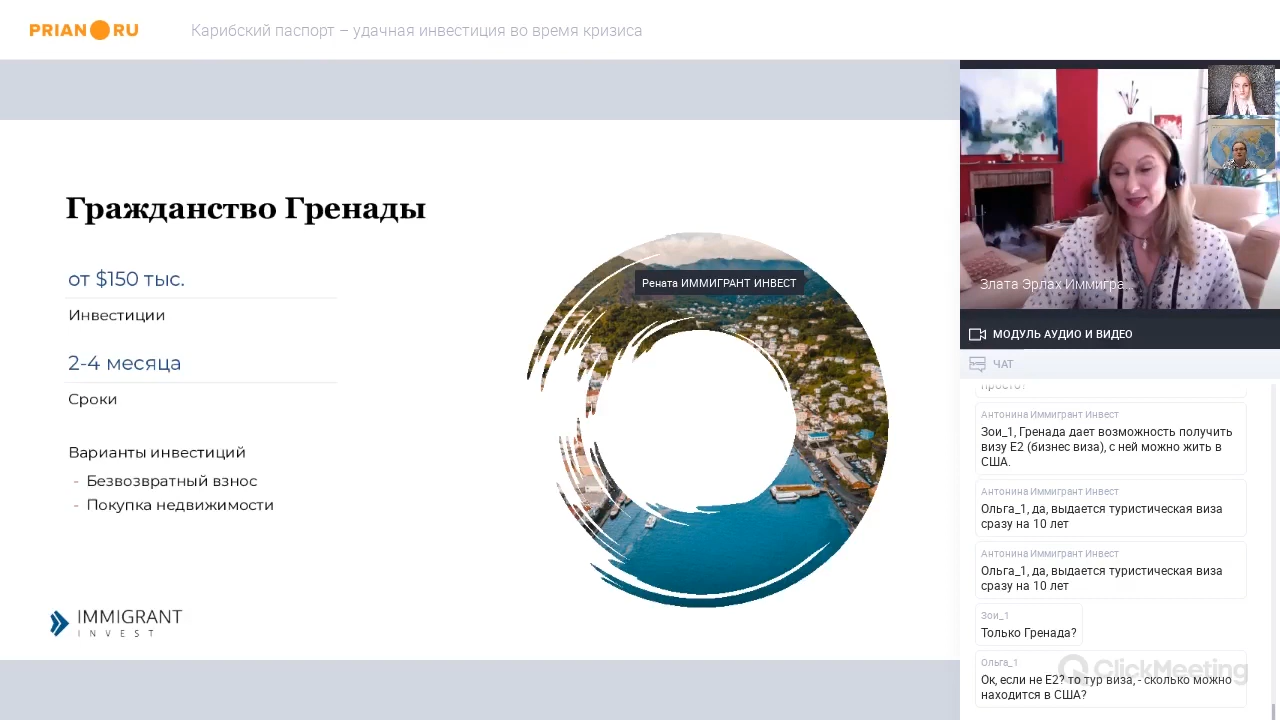 PRIAN RU
Карибский паспорт – удачная инвестиция во время кризиса
Гражданство Гренады
от $150 тыс.
Инвестиции
2-4 месяца
Сроки
Варианты инвестиций
- Безвозвратный взнос
- Покупка недвижимости
IMMIGRANT
INVEST
Рената ИММИГРАНТ ИНВЕСТ
Злата Эрлах Иммигра...
МОДУЛЬ АУДИО И ВИДЕО
ЧАТ
просто?
Антонина Иммигрант Инвест
Зои_1, Гренада дает возможность получить
визу Е2 (бизнес виза), с ней можно жить в
США.
Антонина Иммигрант Инвест
Ольга_1, да, выдается туристическая виза
сразу на 10 лет
Антонина Иммигрант Инвест
Ольга_1, да, выдается туристическая виза
сразу на 10 лет
Зои_1
Только Гренада?
Ольга_1
ClickMeeting
Ок, если не Е2? то тур виза, - сколько можно
находится в США?